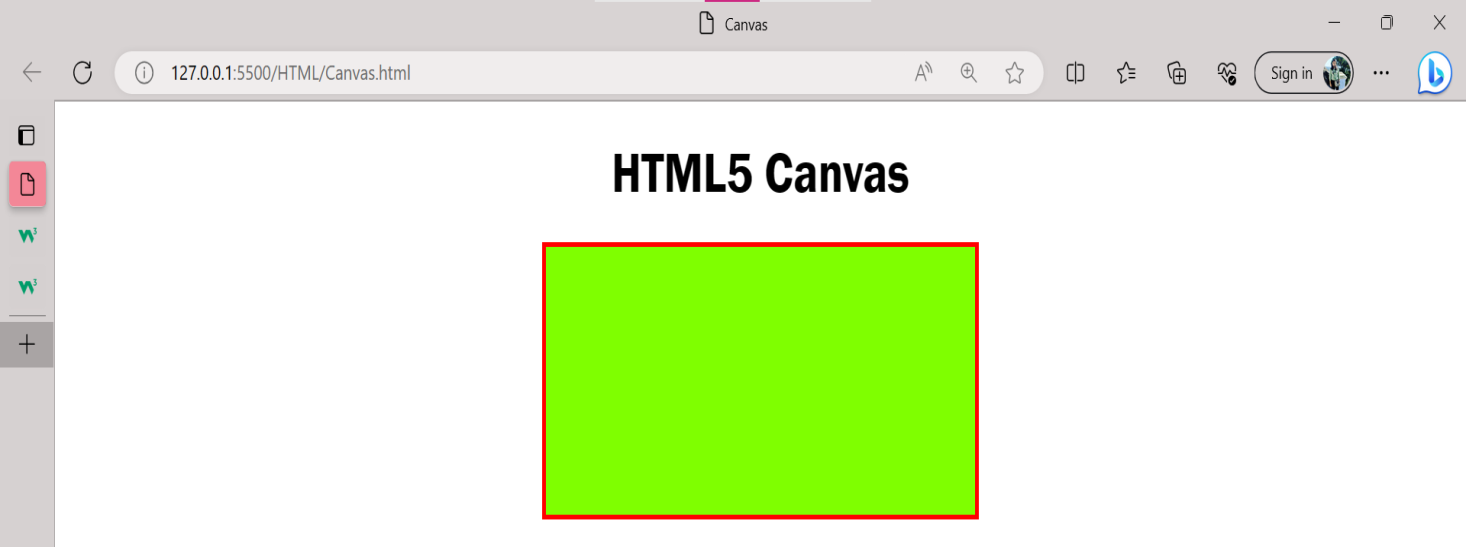 Canvas
127.0.0.1:5500/HTML/Canvas.html
Sign in
HTML5 Canvas